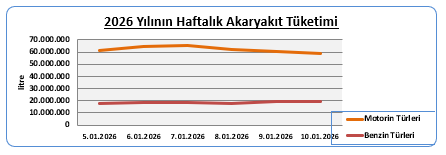 2026 Yılının Haftalık Akaryakıt Tüketimi
litre
70.000.000
60.000.000
50.000.000
40.000.000
30.000.000
20.000.000
10.000.000
0
5.01.2026 6.01.2026 7.01.2026 8.01.2026 9.01.2026 10.01.2026
Motorin Türleri
Benzin Türleri